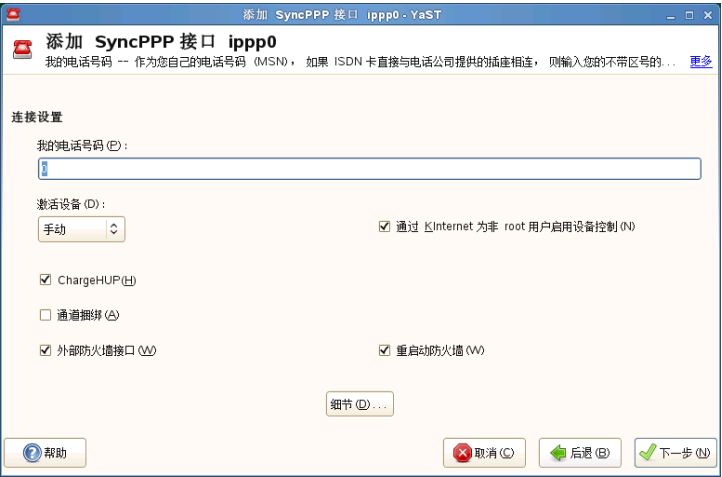 添加 SyncPPP 接口 ippp0 - YaST
添加 SyncPPP 接口 ippp0
我的电话号码 -- 作为您自己的电话号码 (MSN)， 如果 ISDN 卡直接与电话公司提供的插座相连， 则输入您的不带区号的... 更多
连接设置
我的电话号码 (P)：
0
激活设备 (D)：
手动
通过 KInternet 为非 root 用户启用设备控制 (N)
ChargeHUP(H)
通道捆绑 (A)
外部防火墙接口 (W)
重启动防火墙 (W)
细节 (D)...
帮助
取消 (C)
后退 (B)
下一步 (N)